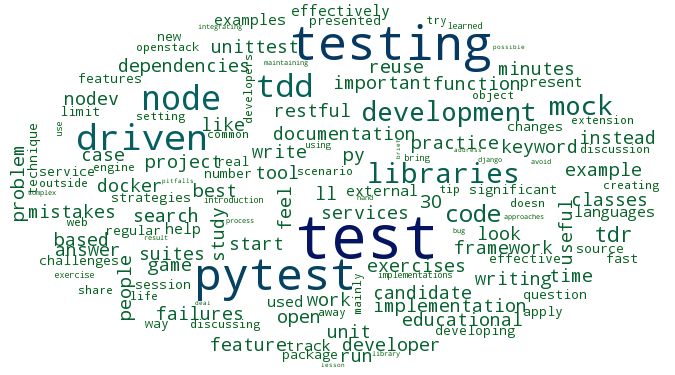 effectively
new
examples
presented
try
learned
integrating
openstack
unittest
testing
possible
dependencies
maintaining
developers
reuse
minutes
features
tdd
important
function
present
nodev
node
object
limit
setting
restful
development
mock
extension
use
driven
like
common
documentation
changes
discussion
technique
using
practice
keyword
instead
case
project
real
write
py
brief
address
django
avoid
problem
service
engine
pitfalls
number
tool
scenario
bring
libraries
example
outside
docker
best
introduction
ll
external
tip
significant
creating
complex
strategies
hand
30
doesn
classes
mistakes
search
study
feel
services
code
approaches
useful
languages
web
regular
help
process
test
look
tdr
based
start
bug
framework
source
answer
result
suites
effective
fast
challenges
game
pytest
exercises
writing
time
exercise
people
session
candidate
implementations
question
share
life
deal
used
work
away
mainly
implementation
apply
failures
open
educational
way
discussing
unit
developing
feature
track
developer
package
run
library
lesson